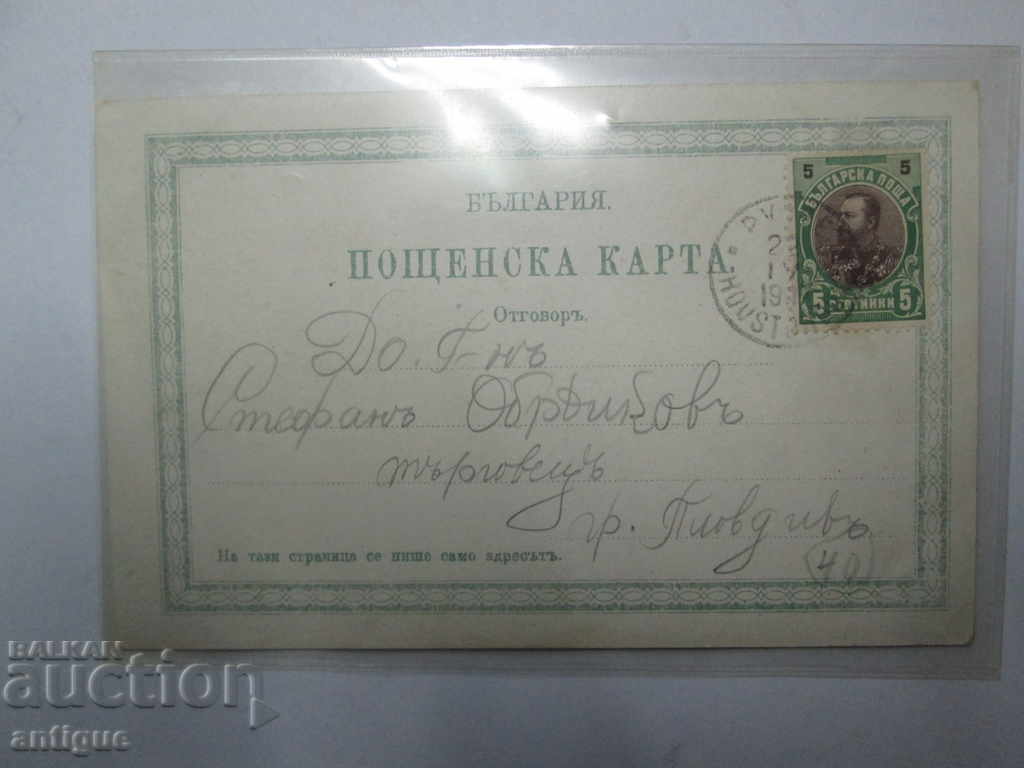 БЪЛГАРИЯ.
ПОЩЕНСКА КАРТА.
Отговоръ.
5 5
БЪЛГАРСКА ПОЩА
5 СТОТИНКИ 5
До. Г-нъ
Стефанъ
търговецъ
гр. Пловдивъ
(40)
На тази страница се пише само адресътъ.
BALKAN
auction
antique